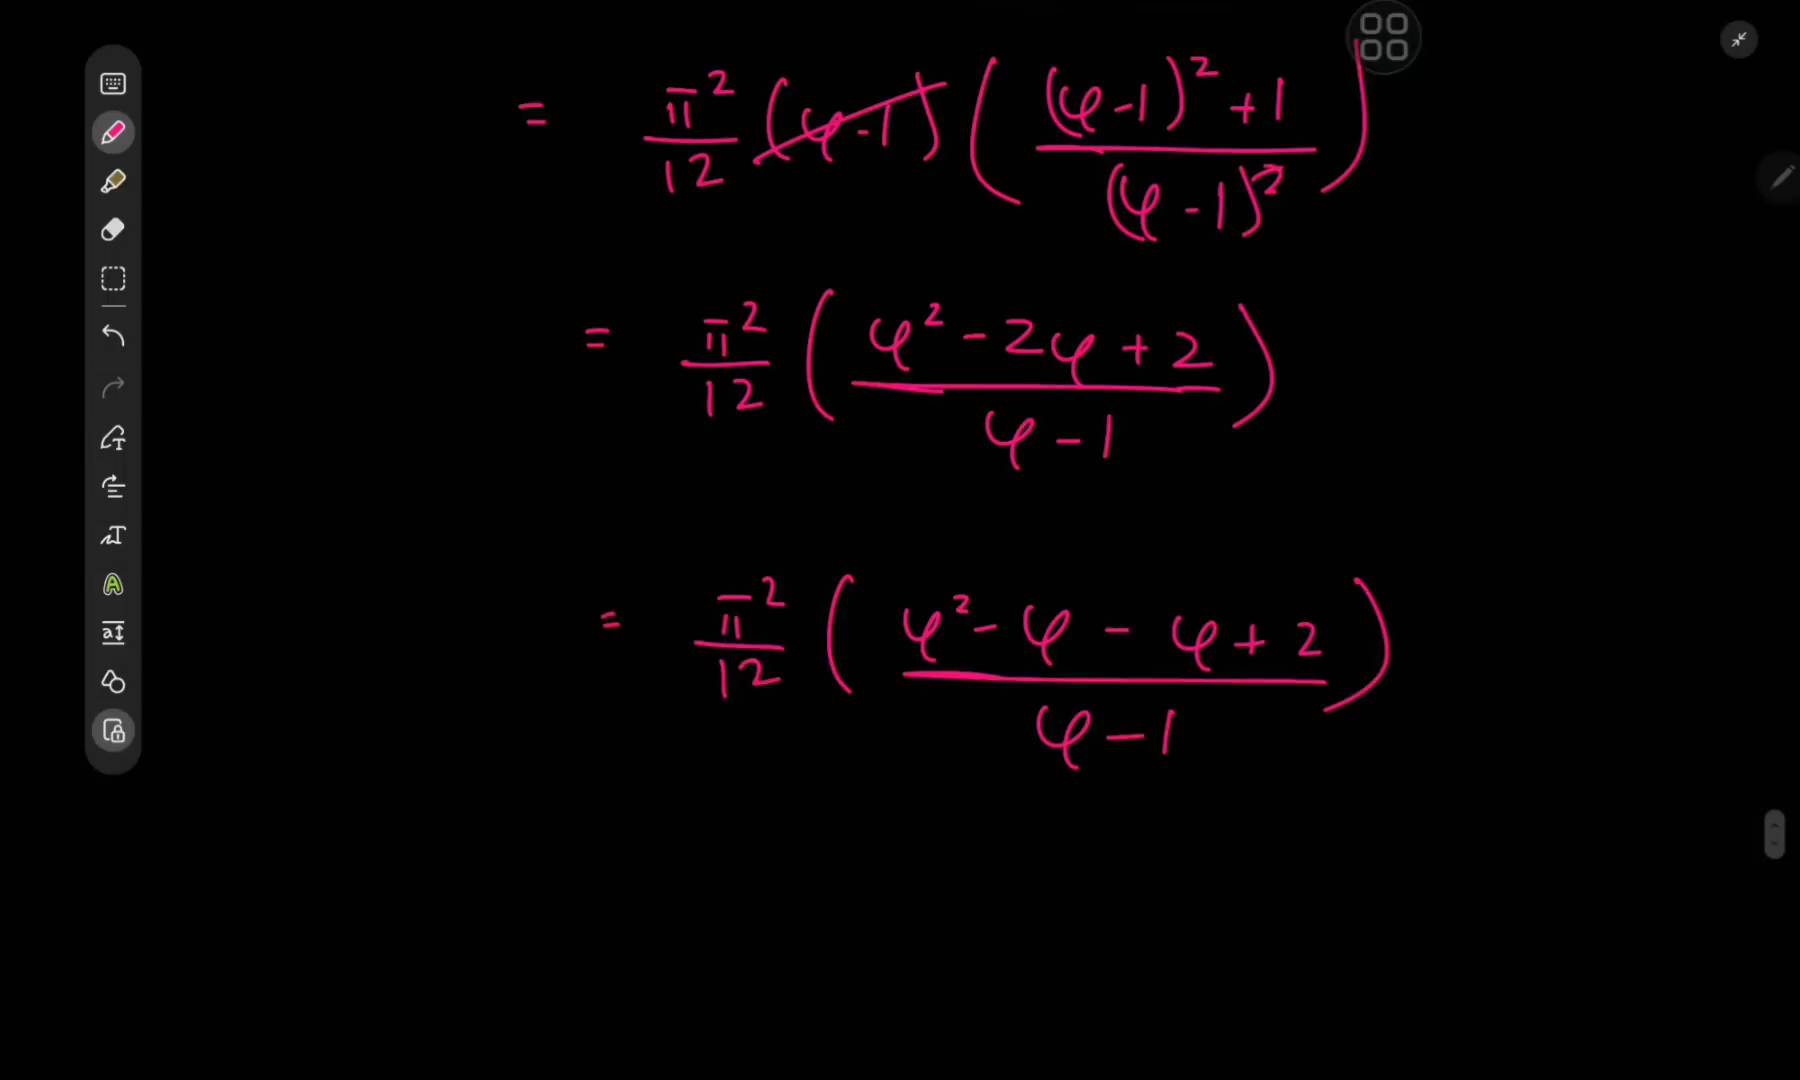 = π²/12 (φ-1) ( ((φ-1)² + 1) / (φ-1)² )
= π²/12 ( (φ² - 2φ + 2) / (φ - 1) )
= π²/12 ( (φ² - φ - φ + 2) / (φ - 1) )